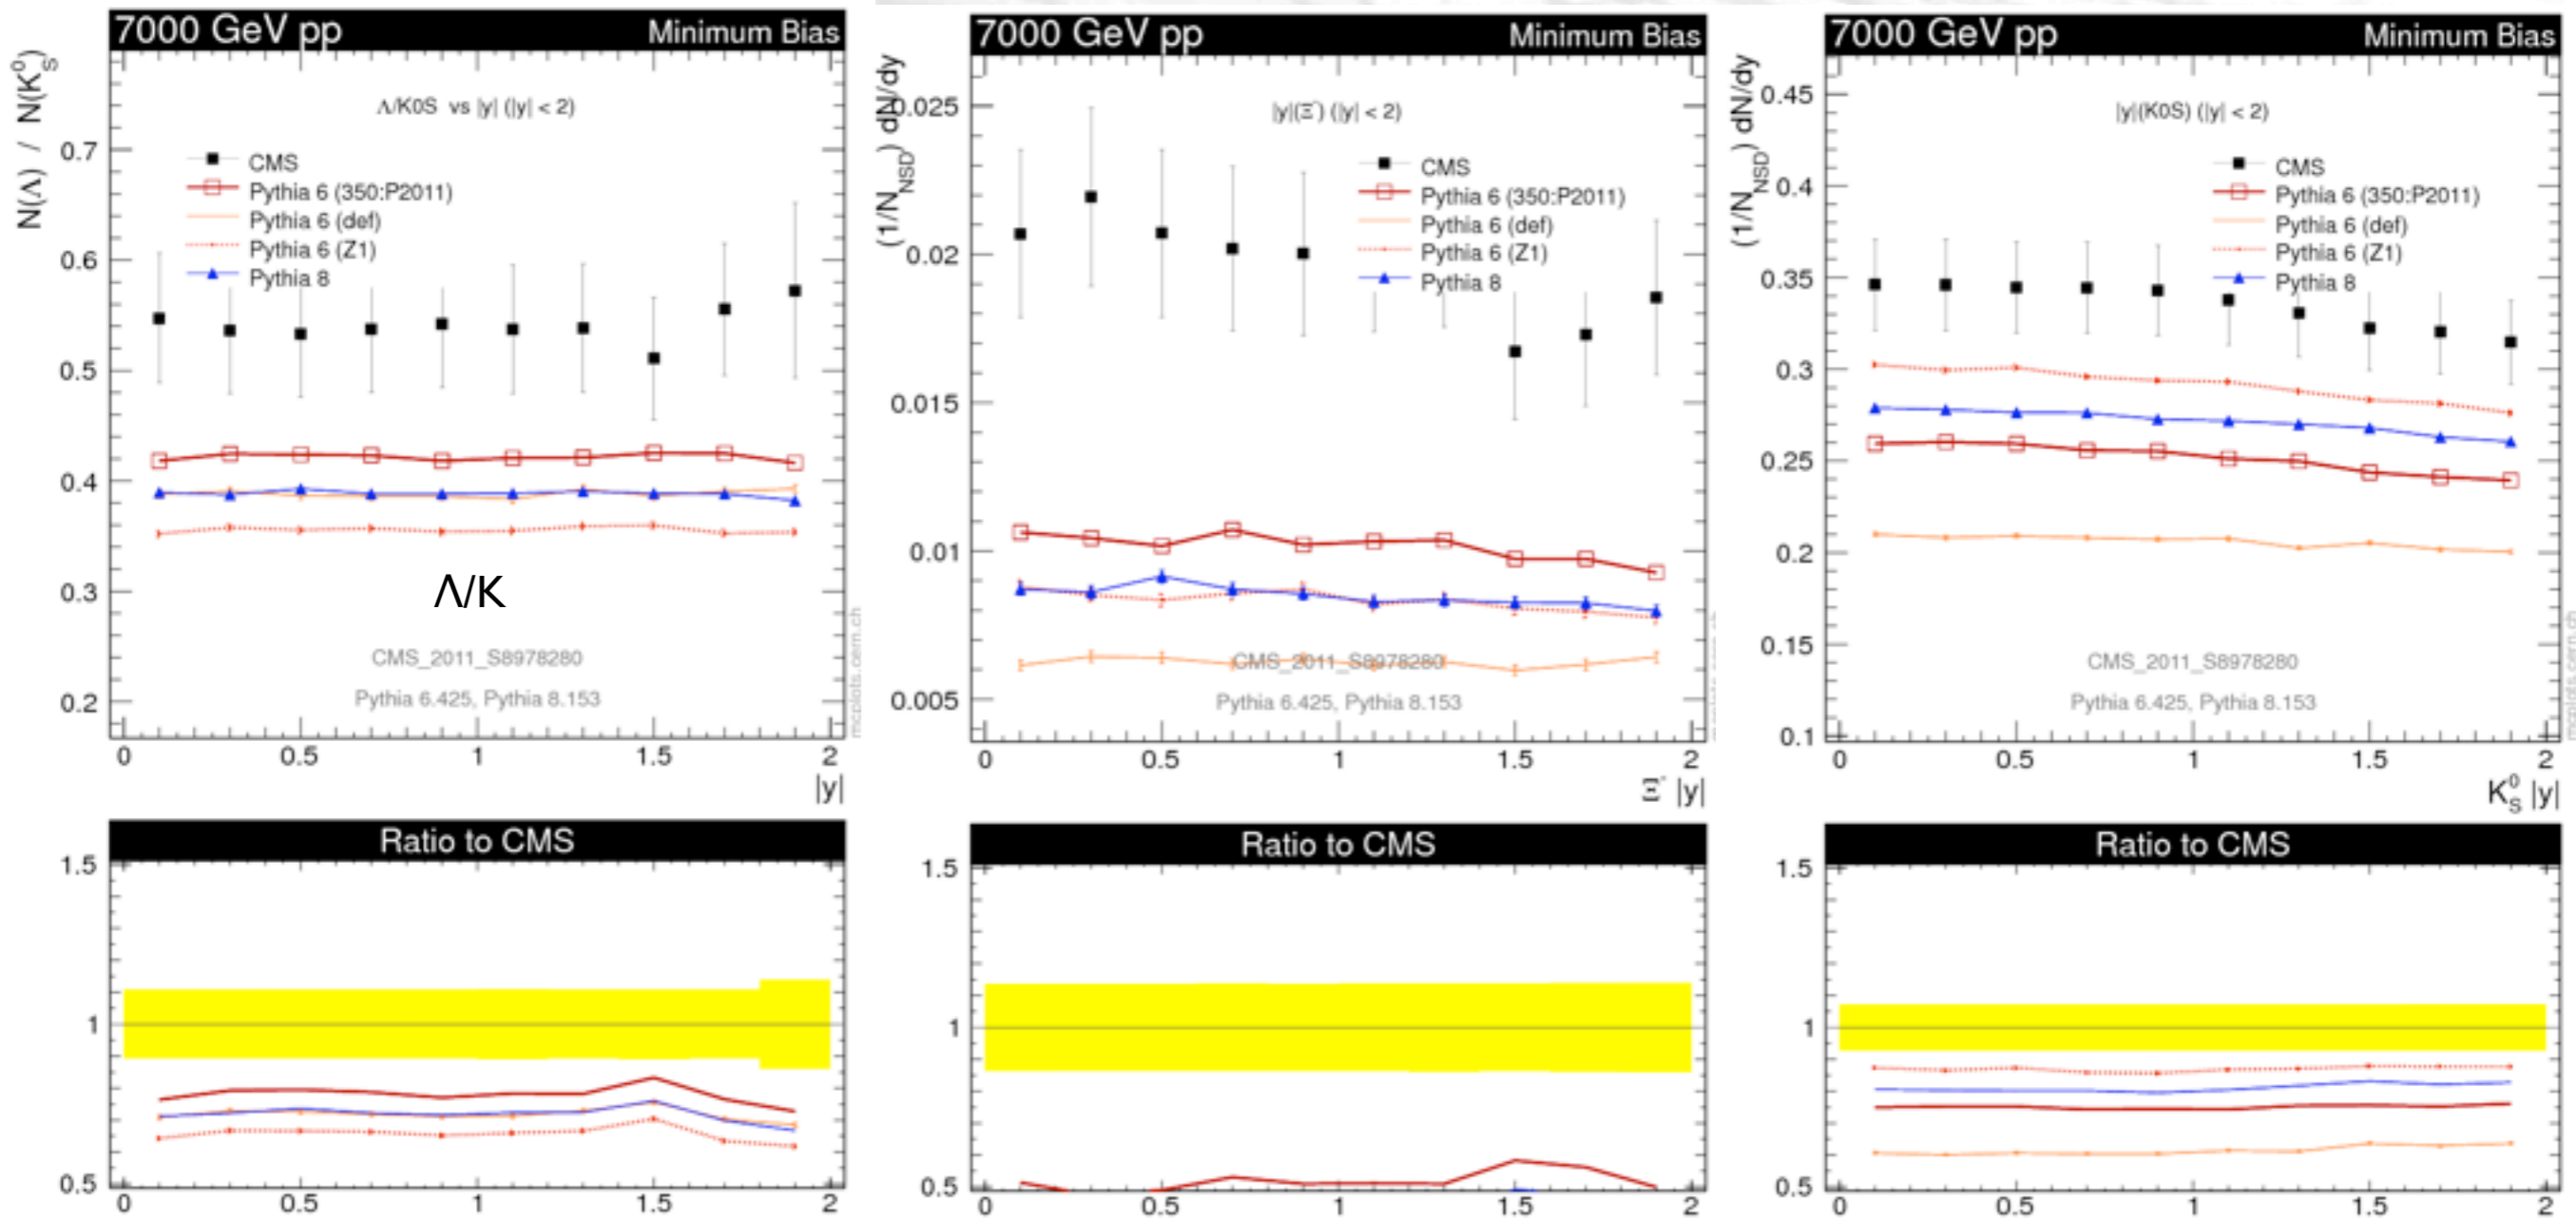 7000 GeV pp Minimum Bias
N(Λ) / N(K⁰_S)
Λ/K0S vs |y| (|y| < 2)
CMS
Pythia 6 (350:P2011)
Pythia 6 (def)
Pythia 6 (Z1)
Pythia 8
0.7
0.6
0.5
0.4
0.3
0.2
Λ/K
CMS_2011_S8978280
Pythia 6.425, Pythia 8.153
mcplots.cern.ch
0 0.5 1 1.5 2
|y|
Ratio to CMS
1.5
1
0.5
0 0.5 1 1.5 2
7000 GeV pp Minimum Bias
(1/N_NSD) dN/dy
|y|(Ξ⁻) (|y| < 2)
CMS
Pythia 6 (350:P2011)
Pythia 6 (def)
Pythia 6 (Z1)
Pythia 8
0.025
0.02
0.015
0.01
0.005
CMS_2011_S8978280
Pythia 6.425, Pythia 8.153
0 0.5 1 1.5 2
Ξ⁻ |y|
Ratio to CMS
1.5
1
0.5
0 0.5 1 1.5 2
7000 GeV pp Minimum Bias
(1/N_NSD) dN/dy
|y|(K0S) (|y| < 2)
CMS
Pythia 6 (350:P2011)
Pythia 6 (def)
Pythia 6 (Z1)
Pythia 8
0.45
0.4
0.35
0.3
0.25
0.2
0.15
0.1
CMS_2011_S8978280
Pythia 6.425, Pythia 8.153
0 0.5 1 1.5 2
K⁰_S |y|
Ratio to CMS
1.5
1
0.5
0 0.5 1 1.5 2